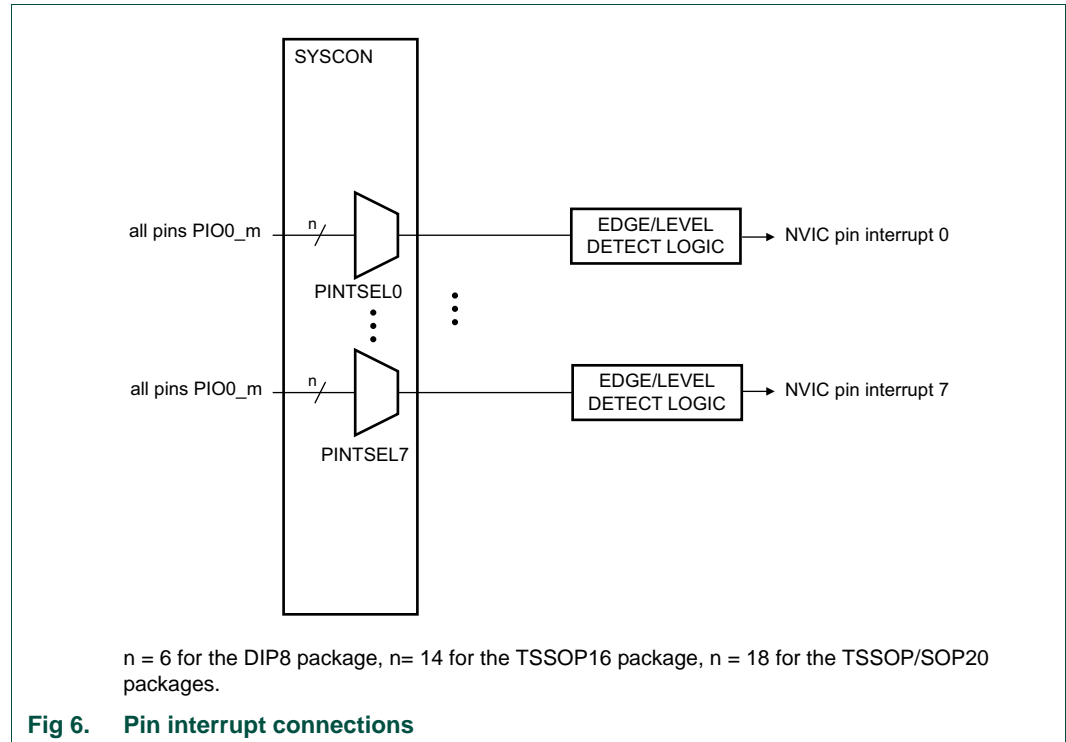 SYSCON
all pins PIO0_m
n
PINTSEL0
EDGE/LEVEL
DETECT LOGIC
NVIC pin interrupt 0
all pins PIO0_m
n
PINTSEL7
EDGE/LEVEL
DETECT LOGIC
NVIC pin interrupt 7
n = 6 for the DIP8 package, n= 14 for the TSSOP16 package, n = 18 for the TSSOP/SOP20
packages.
Fig 6. Pin interrupt connections